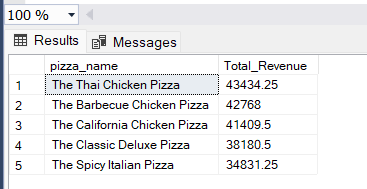 100 %
Results Messages
pizza_name Total_Revenue
1 The Thai Chicken Pizza 43434.25
2 The Barbecue Chicken Pizza 42768
3 The California Chicken Pizza 41409.5
4 The Classic Deluxe Pizza 38180.5
5 The Spicy Italian Pizza 34831.25